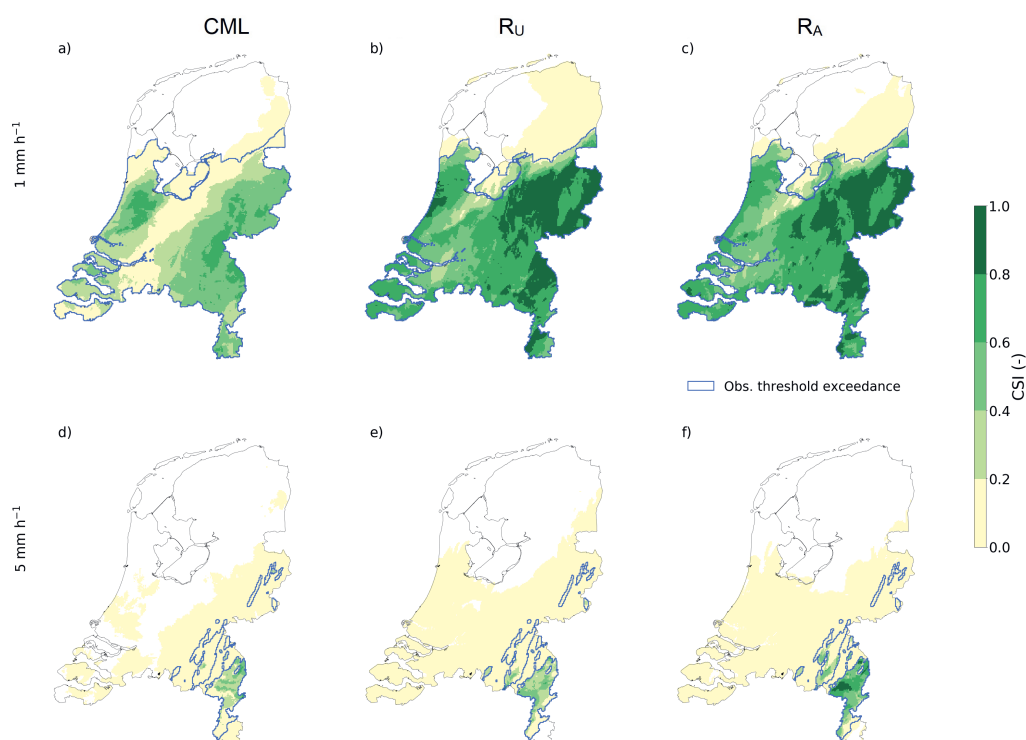 CML
R_U
R_A
a)
b)
c)
1 mm h⁻¹
1.0
0.8
0.6
0.4
0.2
0.0
CSI (-)
Obs. threshold exceedance
d)
e)
f)
5 mm h⁻¹